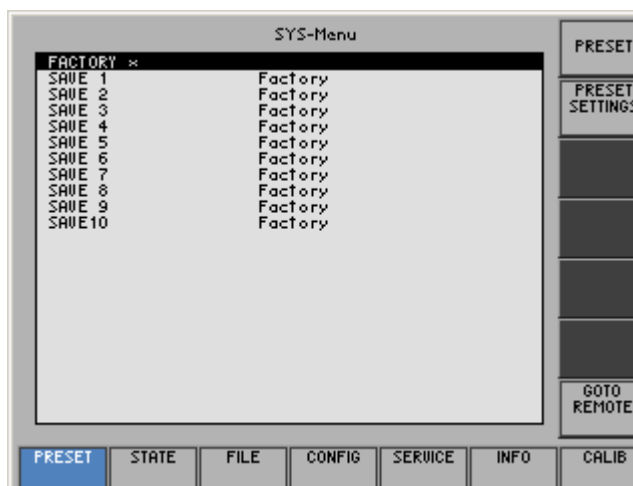 SYS-Menu
FACTORY *
SAVE 1 Factory
SAVE 2 Factory
SAVE 3 Factory
SAVE 4 Factory
SAVE 5 Factory
SAVE 6 Factory
SAVE 7 Factory
SAVE 8 Factory
SAVE 9 Factory
SAVE10 Factory
PRESET
PRESET
SETTINGS
GOTO
REMOTE
PRESET STATE FILE CONFIG SERVICE INFO CALIB